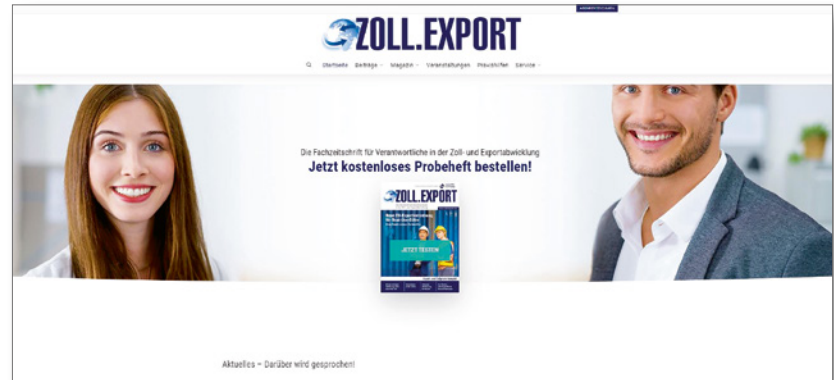 ZOLL.EXPORT
Startseite Beiträge Magazin Veranstaltungen Praxishilfen Service
Die Fachzeitschrift für Verantwortliche in der Zoll- und Exportabwicklung
Jetzt kostenloses Probeheft bestellen!
ZOLL.EXPORT
JETZT TESTEN
Aktuelles – Darüber wird gesprochen!